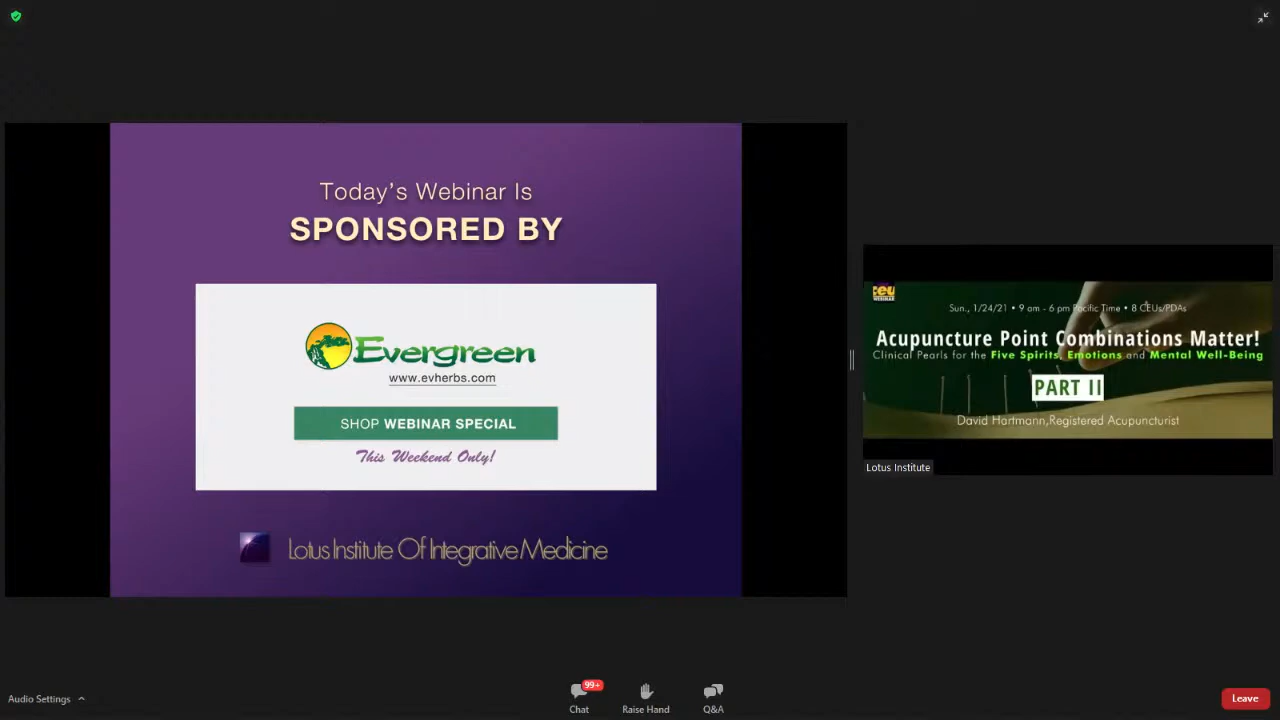 Today's Webinar Is
SPONSORED BY
Evergreen
www.evherbs.com
SHOP WEBINAR SPECIAL
This Weekend Only!
Lotus Institute Of Integrative Medicine
ceu
WEBINAR
Sun., 1/24/21 • 9 am - 6 pm Pacific Time • 8 CEUs/PDAs
Acupuncture Point Combinations Matter!
Clinical Pearls for the Five Spirits, Emotions and Mental Well-Being
PART II
David Hartmann,Registered Acupuncturist
Lotus Institute
Audio Settings
99+
Chat
Raise Hand
Q&A
Leave